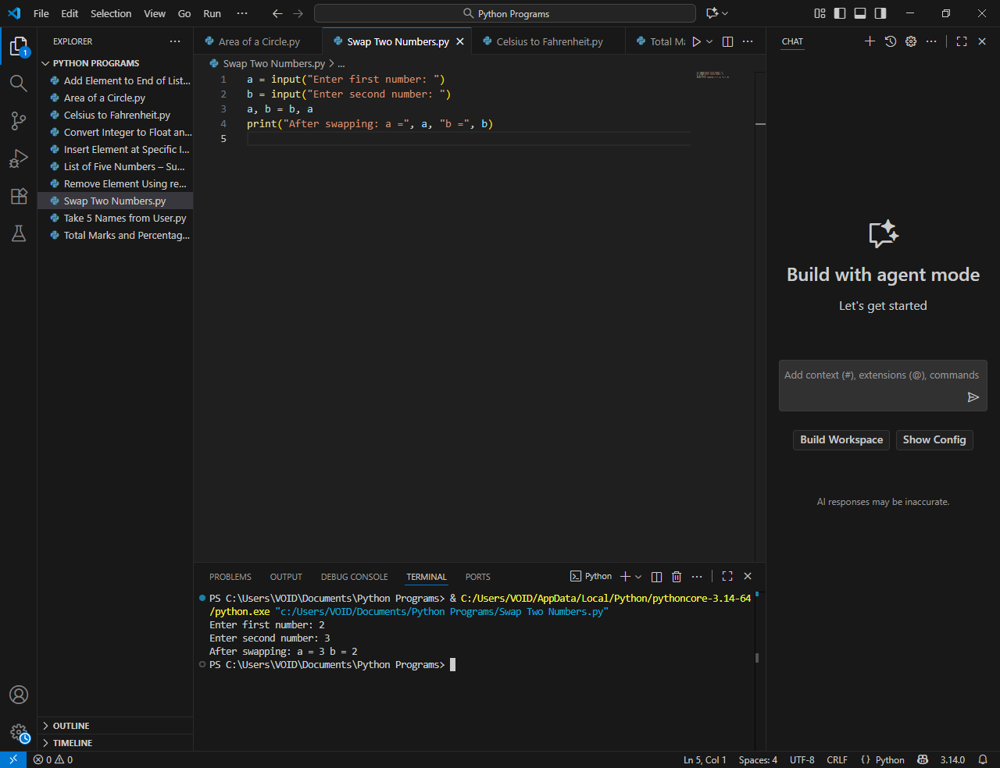 File Edit Selection View Go Run ··· Python Programs
EXPLORER ···
PYTHON PROGRAMS
Add Element to End of List...
Area of a Circle.py
Celsius to Fahrenheit.py
Convert Integer to Float an...
Insert Element at Specific I...
List of Five Numbers – Su...
Remove Element Using re...
Swap Two Numbers.py
Take 5 Names from User.py
Total Marks and Percentag...
OUTLINE
TIMELINE
1
Area of a Circle.py Swap Two Numbers.py Celsius to Fahrenheit.py Total Ma
Swap Two Numbers.py > ...
1 a = input("Enter first number: ")
2 b = input("Enter second number: ")
3 a, b = b, a
4 print("After swapping: a =", a, "b =", b)
5
PROBLEMS OUTPUT DEBUG CONSOLE TERMINAL PORTS Python
PS C:\Users\VOID\Documents\Python Programs> & C:/Users/VOID/AppData/Local/Python/pythoncore-3.14-64
/python.exe "c:/Users/VOID/Documents/Python Programs/Swap Two Numbers.py"
Enter first number: 2
Enter second number: 3
After swapping: a = 3 b = 2
PS C:\Users\VOID\Documents\Python Programs>
CHAT
Build with agent mode
Let's get started
Add context (#), extensions (@), commands
Build Workspace Show Config
AI responses may be inaccurate.
0 0 Ln 5, Col 1 Spaces: 4 UTF-8 CRLF {} Python 3.14.0